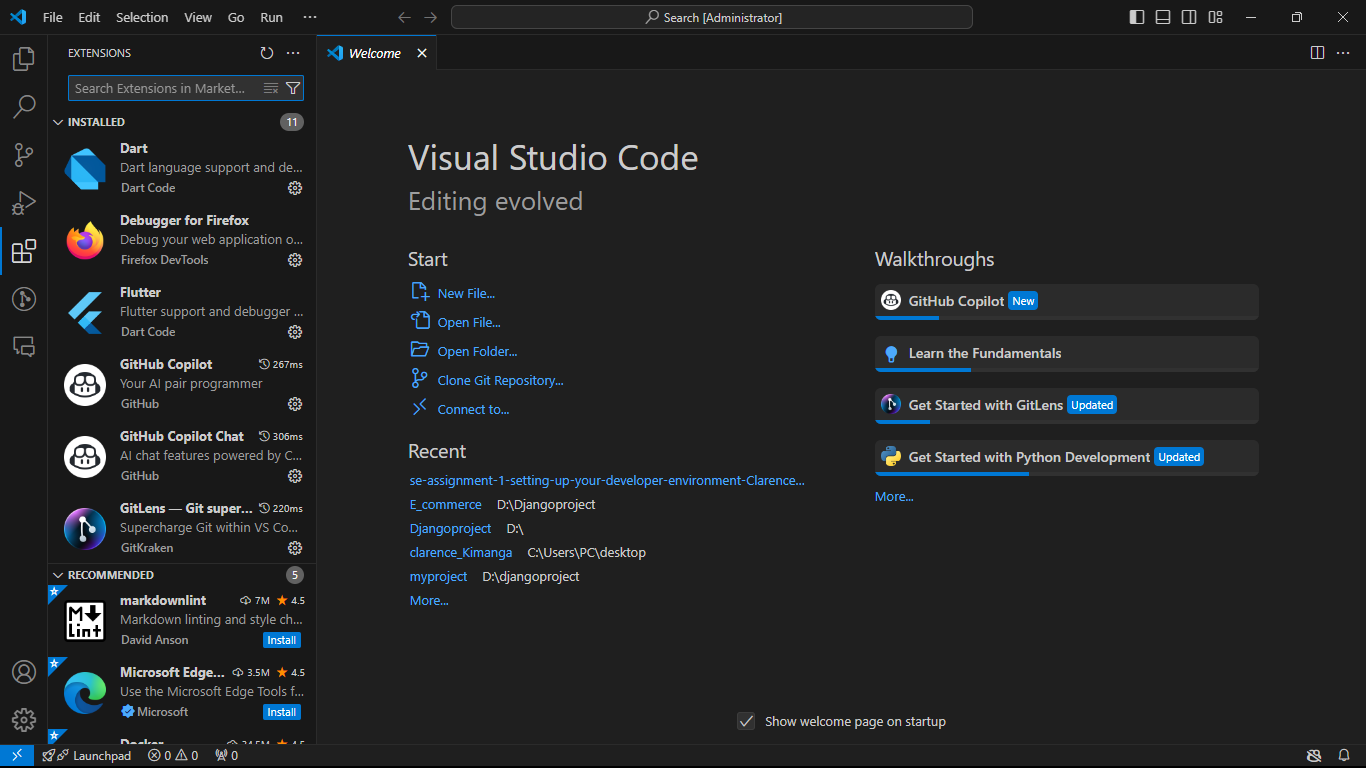 File Edit Selection View Go Run ···
Search [Administrator]
EXTENSIONS
Search Extensions in Market...
INSTALLED 11
Dart
Dart language support and de...
Dart Code
Debugger for Firefox
Debug your web application o...
Firefox DevTools
Flutter
Flutter support and debugger ...
Dart Code
GitHub Copilot 267ms
Your AI pair programmer
GitHub
GitHub Copilot Chat 306ms
AI chat features powered by C...
GitHub
GitLens — Git super... 220ms
Supercharge Git within VS Co...
GitKraken
RECOMMENDED 5
markdownlint 7M 4.5
Markdown linting and style ch...
David Anson Install
Microsoft Edge... 3.5M 4.5
Use the Microsoft Edge Tools f...
Microsoft Install
Docker
Welcome
Visual Studio Code
Editing evolved
Start
New File...
Open File...
Open Folder...
Clone Git Repository...
Connect to...
Recent
se-assignment-1-setting-up-your-developer-environment-Clarence...
E_commerce D:\Djangoproject
Djangoproject D:\
clarence_Kimanga C:\Users\PC\desktop
myproject D:\djangoproject
More...
Walkthroughs
GitHub Copilot New
Learn the Fundamentals
Get Started with GitLens Updated
Get Started with Python Development Updated
More...
Show welcome page on startup
Launchpad 0 0 0